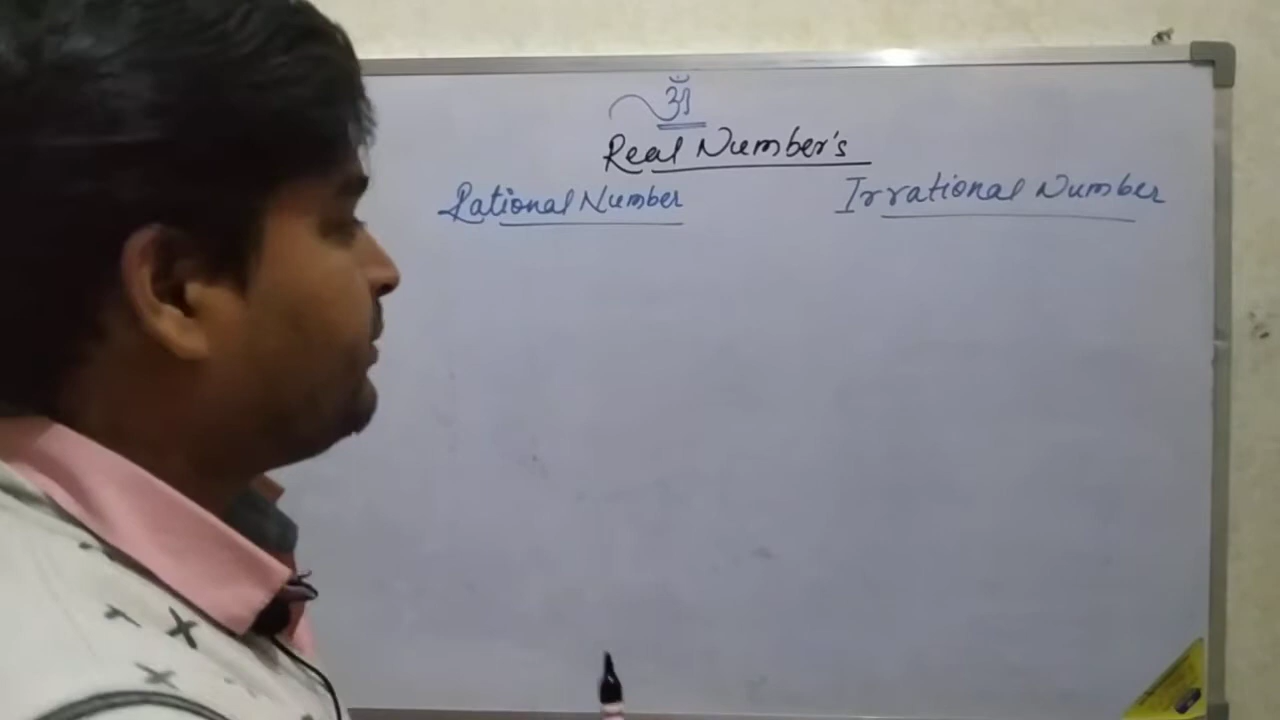 ॐ
Real Number's
Rational Number
Irrational Number